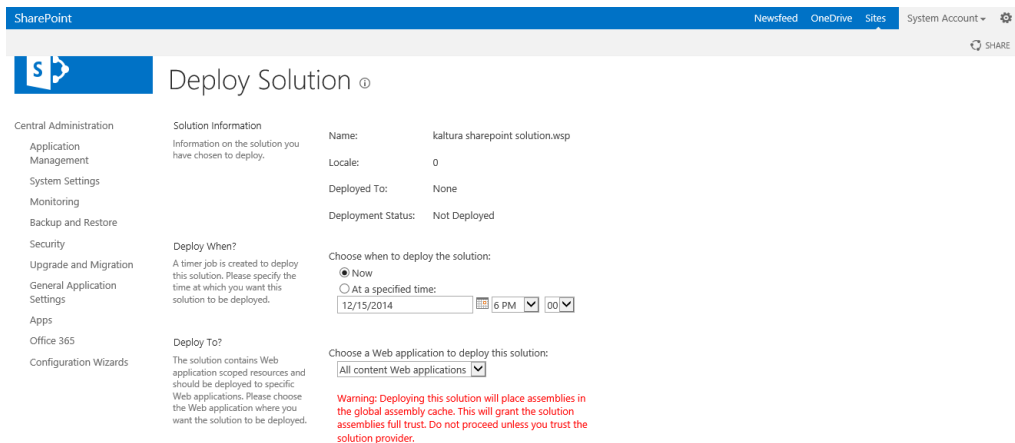 SharePoint
Newsfeed OneDrive Sites System Account
SHARE
S
Deploy Solution
Central Administration
Application
Management
System Settings
Monitoring
Backup and Restore
Security
Upgrade and Migration
General Application
Settings
Apps
Office 365
Configuration Wizards
Solution Information
Information on the solution you
have chosen to deploy.
Name: kaltura sharepoint solution.wsp
Locale: 0
Deployed To: None
Deployment Status: Not Deployed
Deploy When?
A timer job is created to deploy
this solution. Please specify the
time at which you want this
solution to be deployed.
Choose when to deploy the solution:
Now
At a specified time:
12/15/2014 6 PM 00
Deploy To?
The solution contains Web
application scoped resources and
should be deployed to specific
Web applications. Please choose
the Web application where you
want the solution to be deployed.
Choose a Web application to deploy this solution:
All content Web applications
Warning: Deploying this solution will place assemblies in
the global assembly cache. This will grant the solution
assemblies full trust. Do not proceed unless you trust the
solution provider.